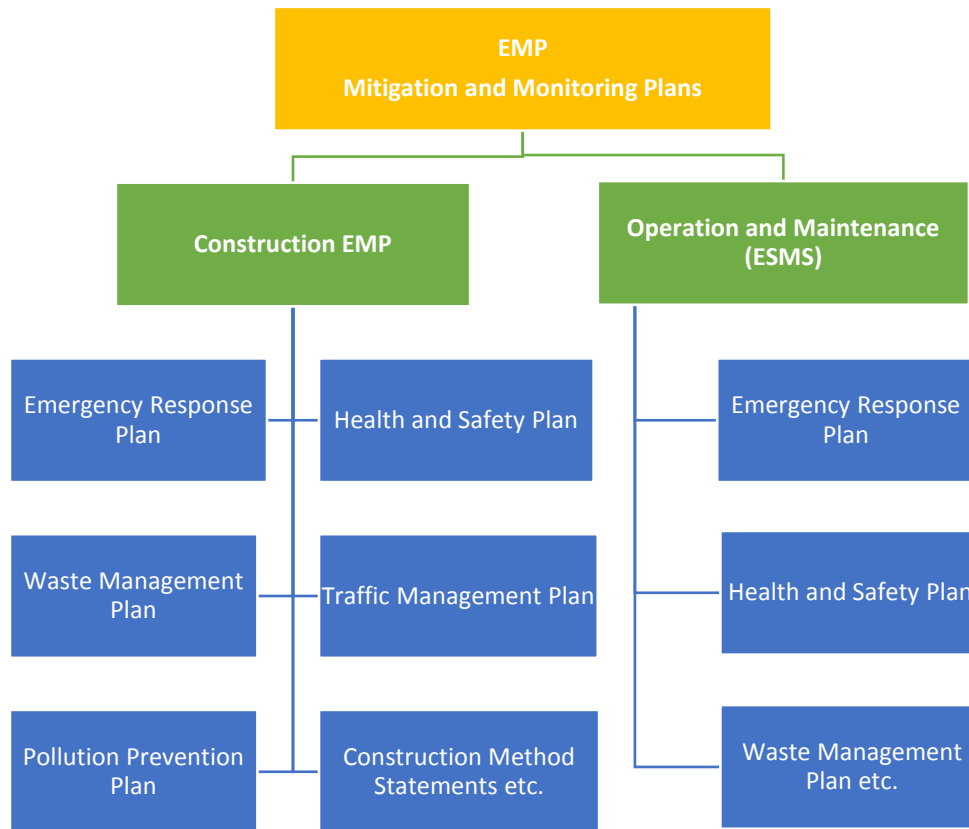 EMP
Mitigation and Monitoring Plans
Construction EMP
Operation and Maintenance
(ESMS)
Emergency Response
Plan
Health and Safety Plan
Emergency Response
Plan
Waste Management
Plan
Traffic Management Plan
Health and Safety Plan
Pollution Prevention
Plan
Construction Method
Statements etc.
Waste Management
Plan etc.